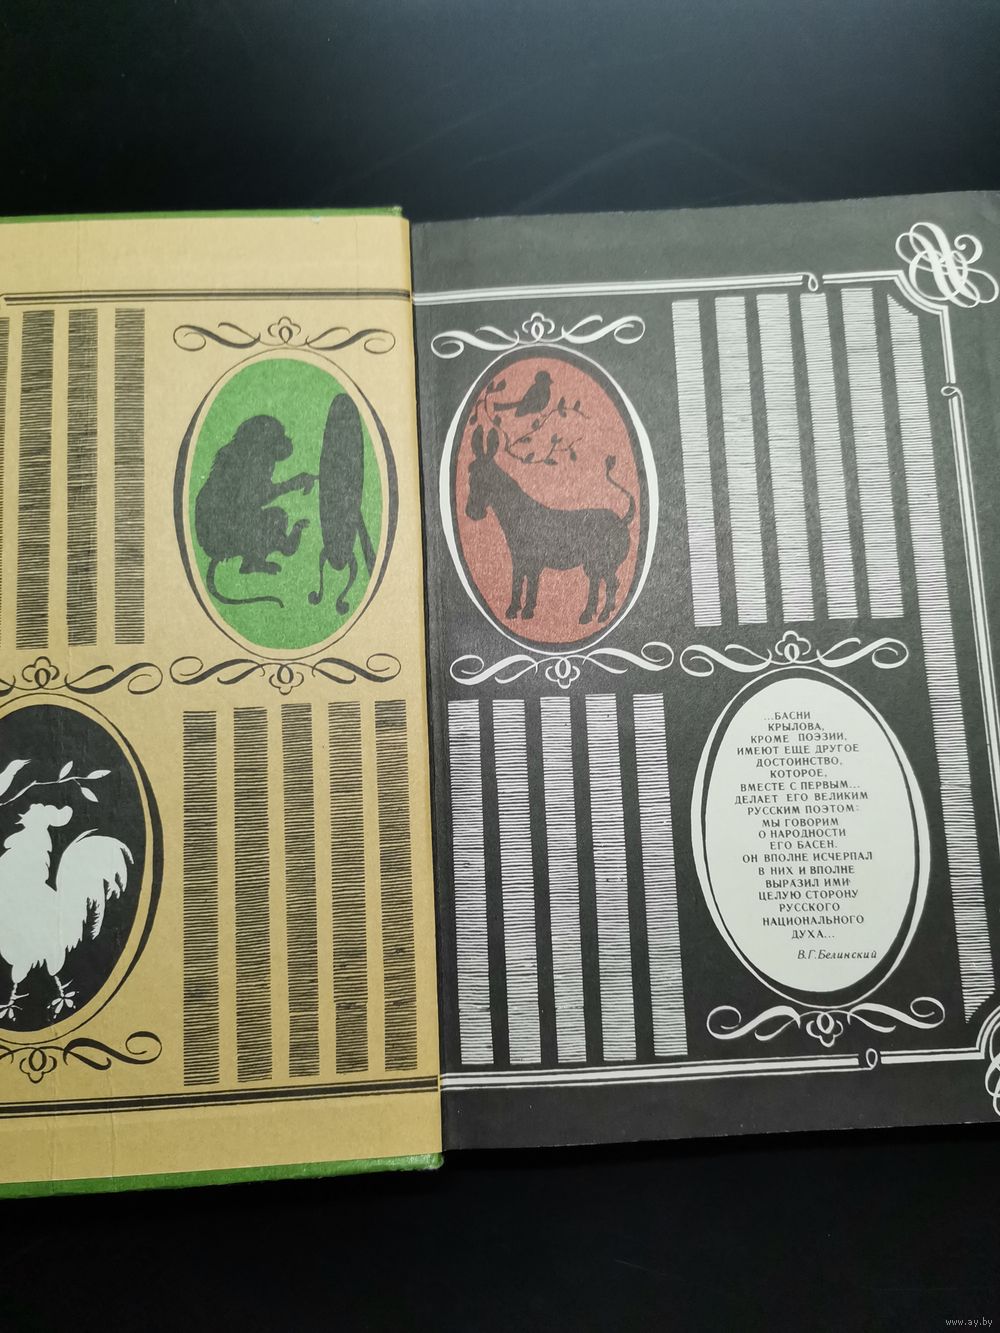 ...БАСНИ
КРЫЛОВА,
КРОМЕ ПОЭЗИИ,
ИМЕЮТ ЕЩЕ ДРУГОЕ
ДОСТОИНСТВО,
КОТОРОЕ,
ВМЕСТЕ С ПЕРВЫМ...
ДЕЛАЕТ ЕГО ВЕЛИКИМ
РУССКИМ ПОЭТОМ:
МЫ ГОВОРИМ
О НАРОДНОСТИ
ЕГО БАСЕН.
ОН ВПОЛНЕ ИСЧЕРПАЛ
В НИХ И ВПОЛНЕ
ВЫРАЗИЛ ИМИ
ЦЕЛУЮ СТОРОНУ
РУССКОГО
НАЦИОНАЛЬНОГО
ДУХА...
В.Г.Белинский
www.ay.by